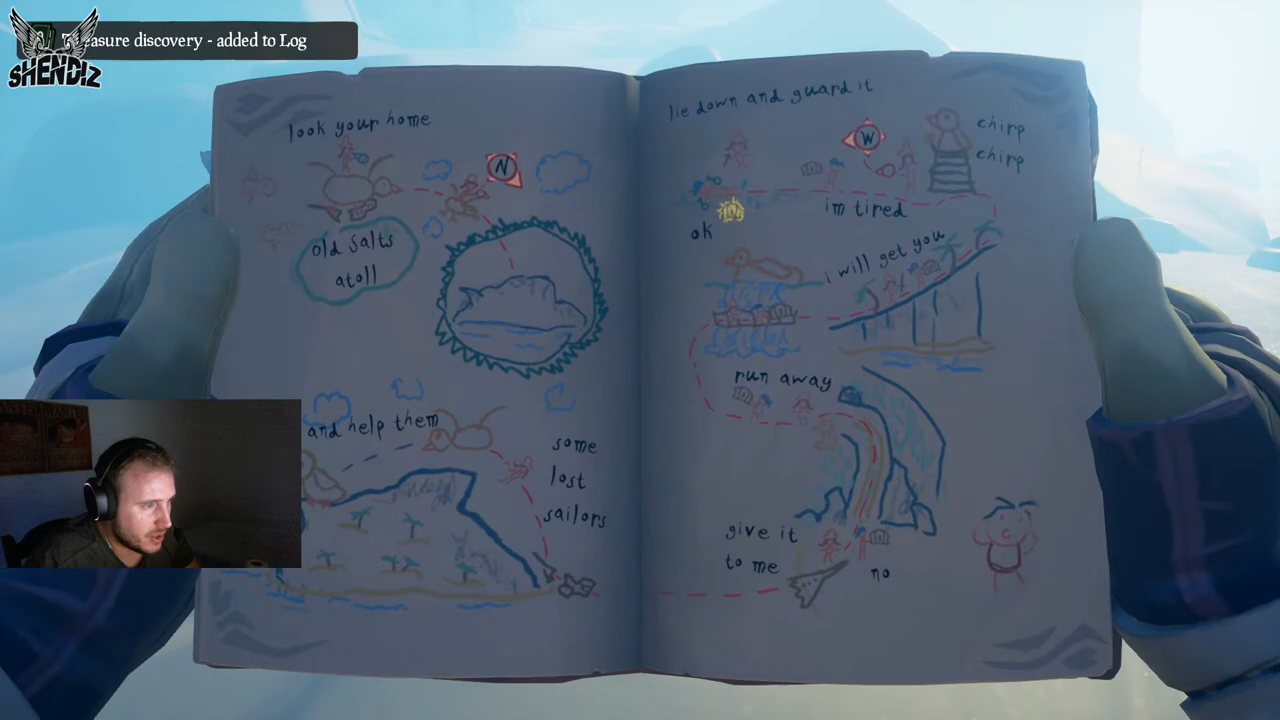 Treasure discovery - added to Log
SHENDIZ
look your home
N
old salts
atoll
and help them
some
lost
sailors
lie down and guard it
W
chirp
chirp
im tired
ok
i will get you
run away
give it
to me
no